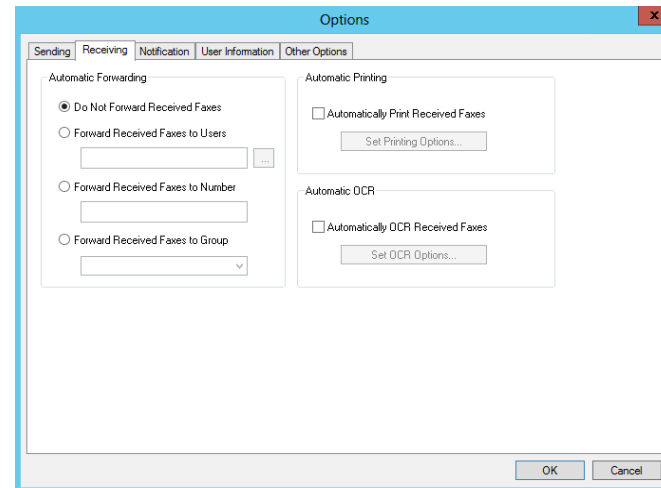 Options
x
Sending Receiving Notification User Information Other Options
Automatic Forwarding
Do Not Forward Received Faxes
Forward Received Faxes to Users
...
Forward Received Faxes to Number
Forward Received Faxes to Group
Automatic Printing
Automatically Print Received Faxes
Set Printing Options...
Automatic OCR
Automatically OCR Received Faxes
Set OCR Options...
OK Cancel